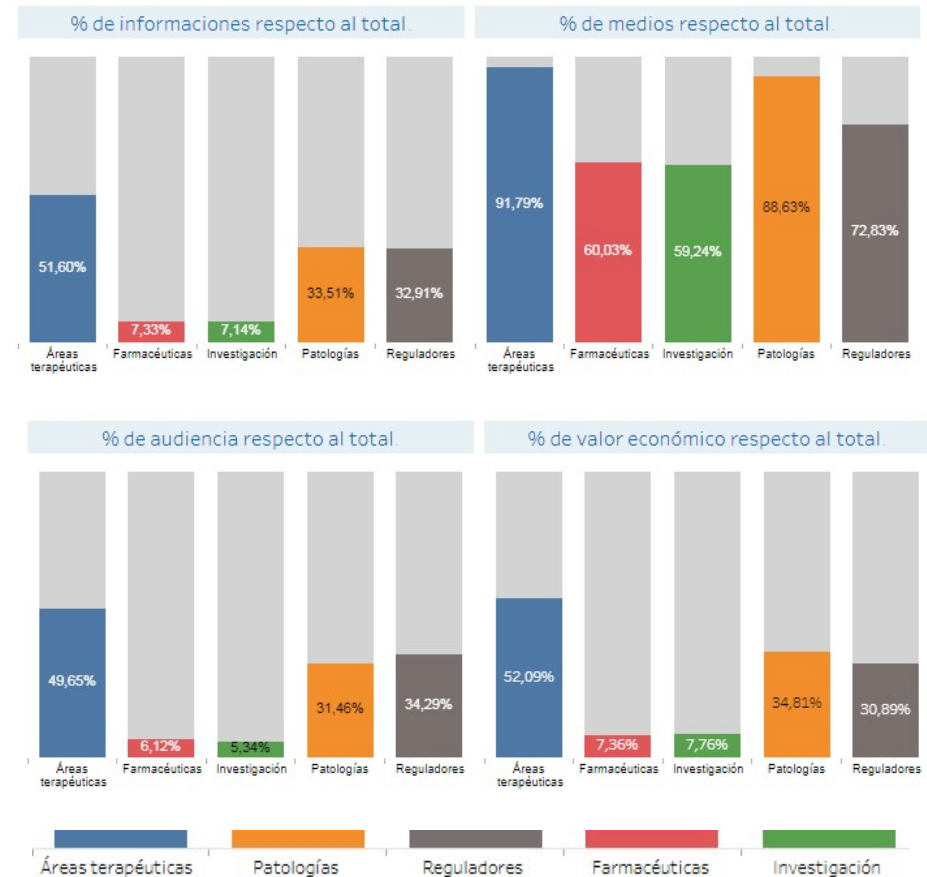 % de informaciones respecto al total.
% de medios respecto al total.
51,60%
7,33%
7,14%
33,51%
32,91%
Áreas
terapéuticas
Farmacéuticas
Investigación
Patologías
Reguladores
91,79%
60,03%
59,24%
88,63%
72,83%
Áreas
terapéuticas
Farmacéuticas
Investigación
Patologías
Reguladores
% de audiencia respecto al total.
% de valor económico respecto al total.
49,65%
6,12%
5,34%
31,46%
34,29%
Áreas
terapéuticas
Farmacéuticas
Investigación
Patologías
Reguladores
52,09%
7,36%
7,76%
34,81%
30,89%
Áreas
terapéuticas
Farmacéuticas
Investigación
Patologías
Reguladores
Áreas terapéuticas
Patologías
Reguladores
Farmacéuticas
Investigación